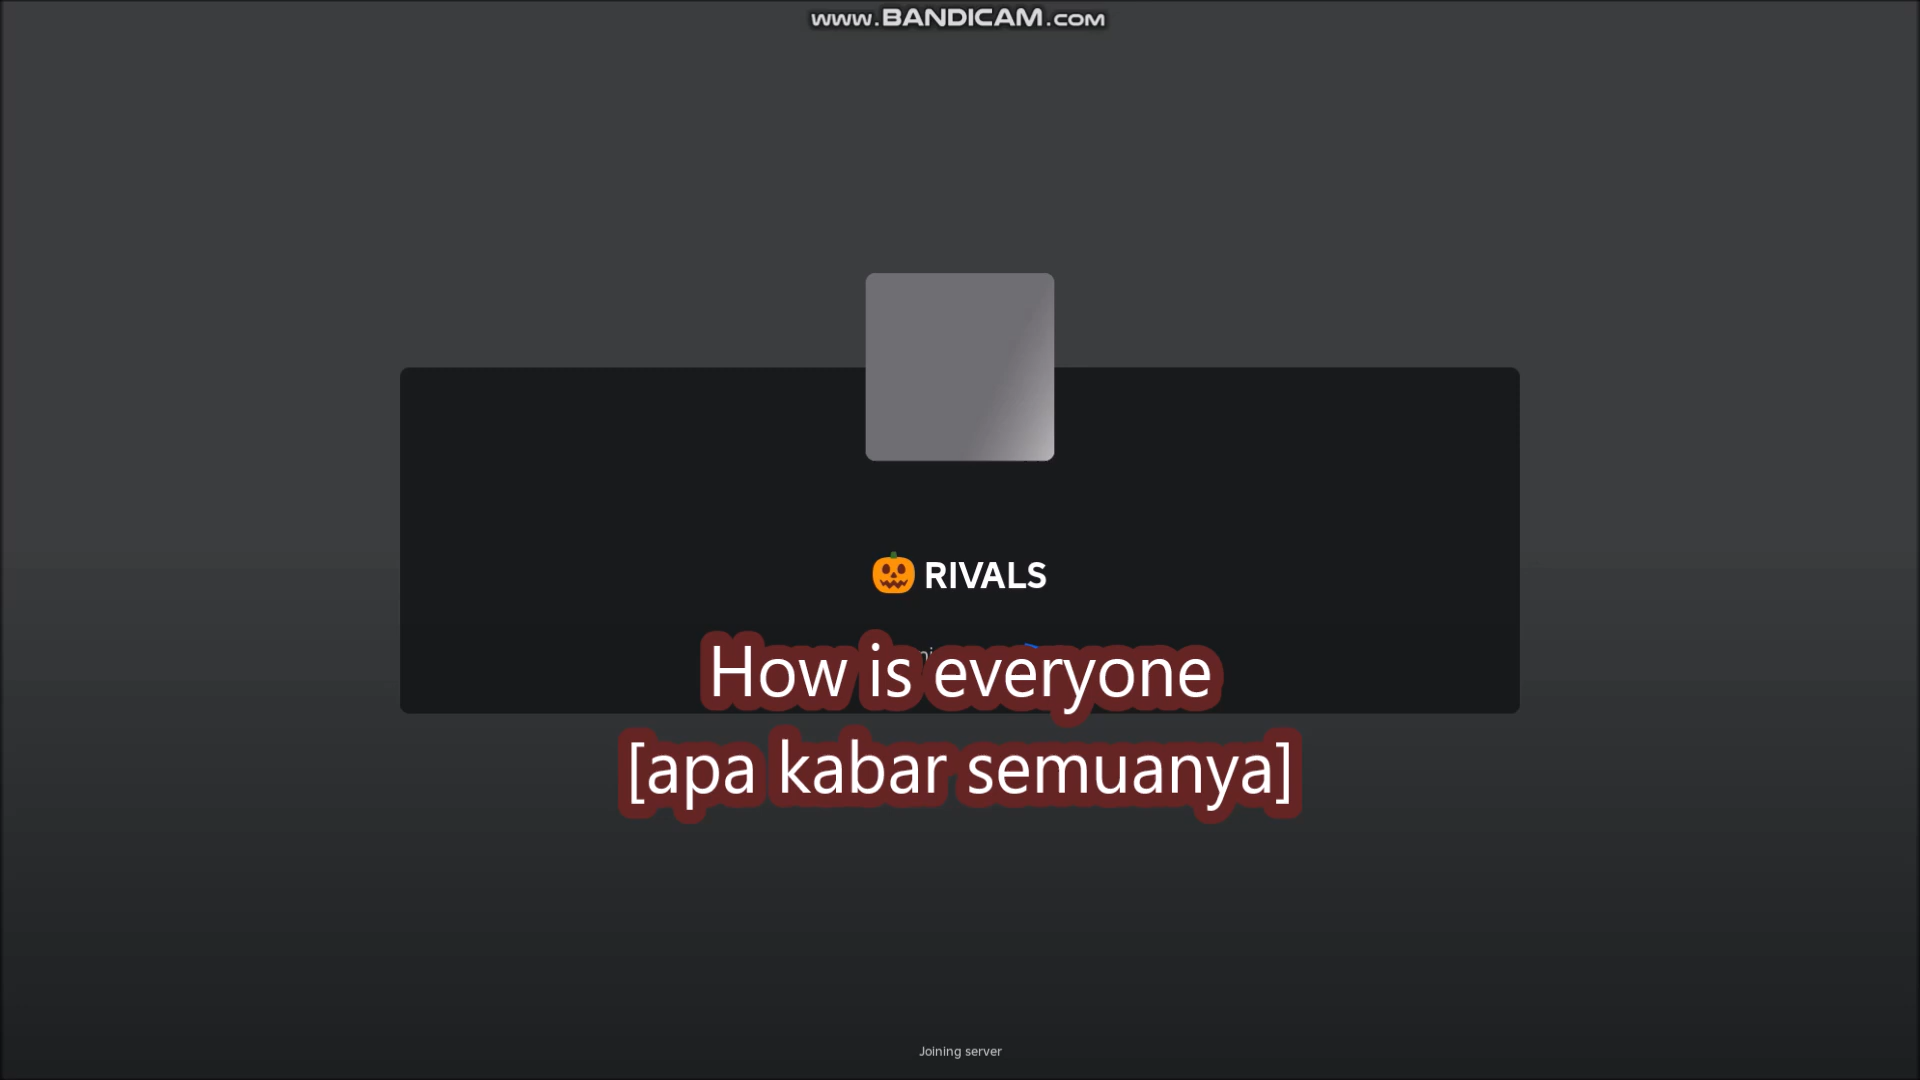 www.BANDICAM.com
🎃 RIVALS
How is everyone
[apa kabar semuanya]
Joining server